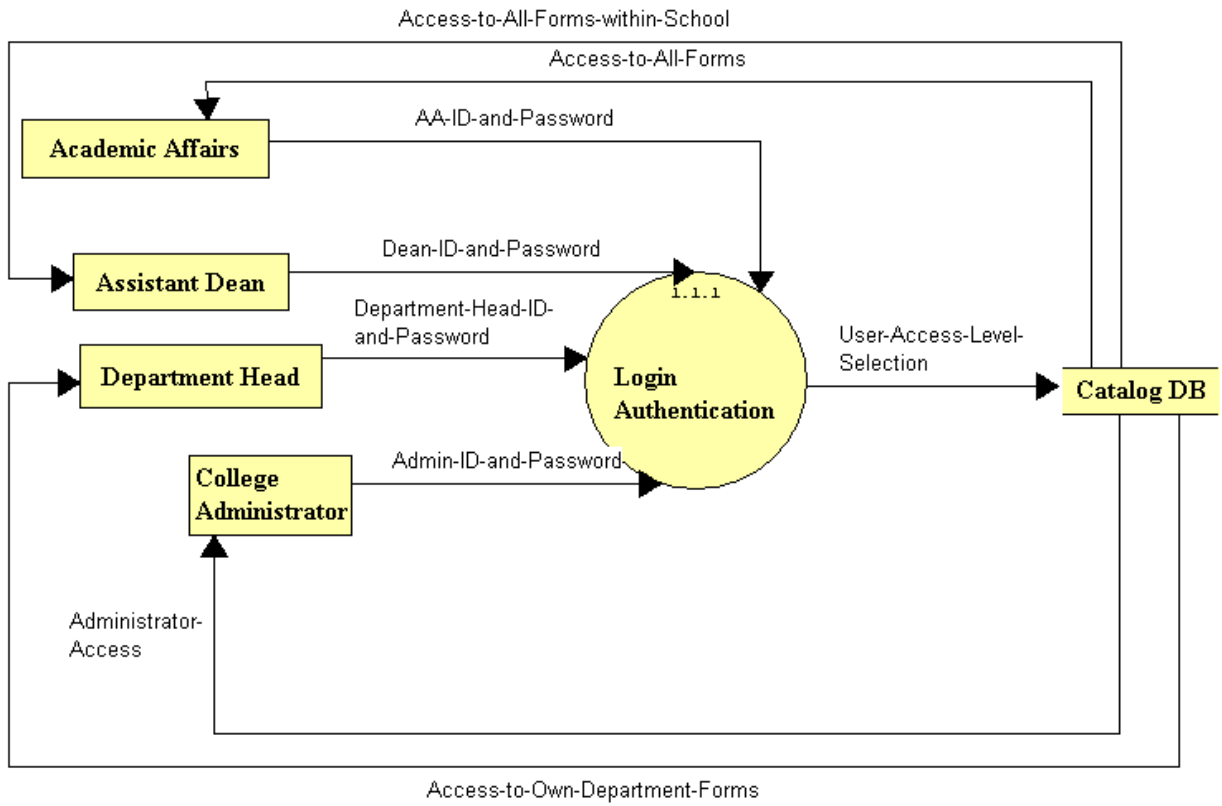 Access-to-All-Forms-within-School
Access-to-All-Forms
AA-ID-and-Password
Academic Affairs
Dean-ID-and-Password
Assistant Dean
1.1.1
Department-Head-ID-
and-Password
User-Access-Level-
Selection
Department Head
Login
Authentication
Catalog DB
Admin-ID-and-Password
College
Administrator
Administrator-
Access
Access-to-Own-Department-Forms